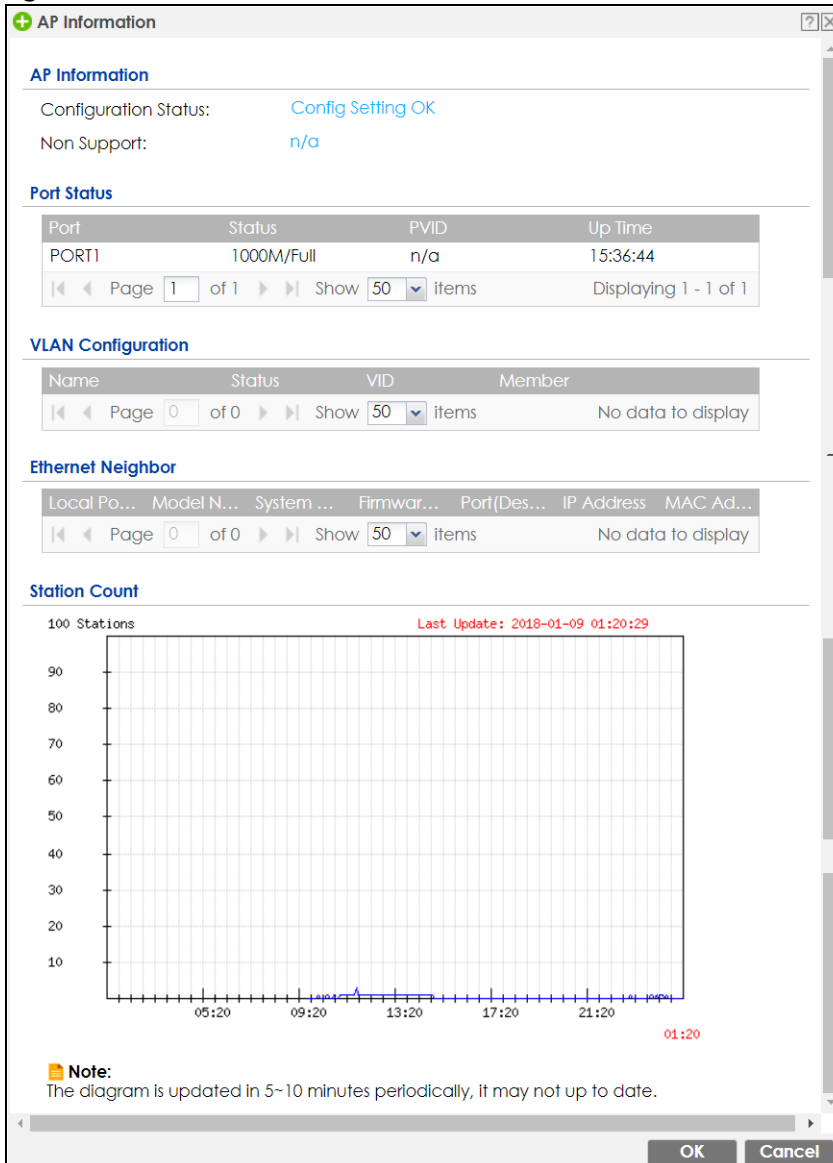 AP Information
AP Information
Configuration Status: Config Setting OK
Non Support: n/a
Port Status
Port Status PVID Up Time
PORT1 1000M/Full n/a 15:36:44
Page 1 of 1 Show 50 items Displaying 1 - 1 of 1
VLAN Configuration
Name Status VID Member
Page 0 of 0 Show 50 items No data to display
Ethernet Neighbor
Local Po... Model N... System ... Firmwar... Port(Des... IP Address MAC Ad...
Page 0 of 0 Show 50 items No data to display
Station Count
100 Stations Last Update: 2018-01-09 01:20:29
90
80
70
60
50
40
30
20
10
05:20 09:20 13:20 17:20 21:20
01:20
Note:
The diagram is updated in 5~10 minutes periodically, it may not up to date.
OK Cancel